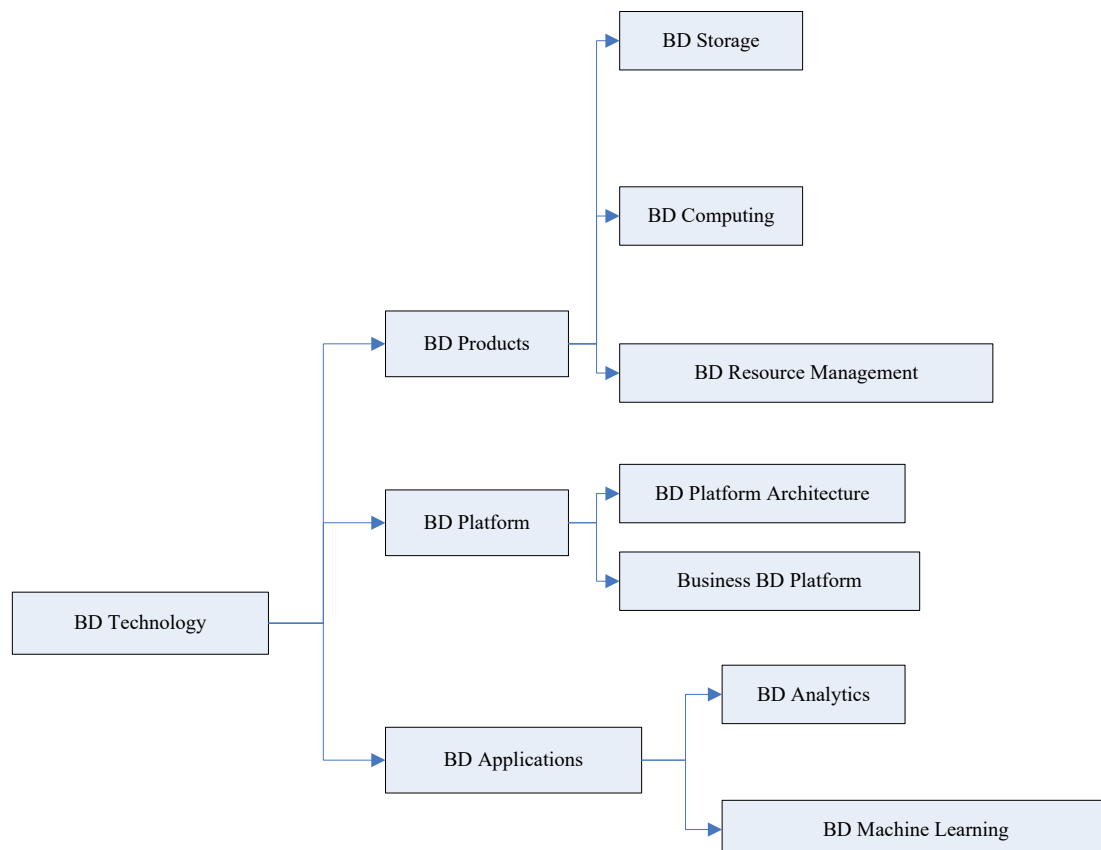 BD Storage
BD Computing
BD Products
BD Resource Management
BD Platform Architecture
BD Platform
Business BD Platform
BD Technology
BD Analytics
BD Applications
BD Machine Learning